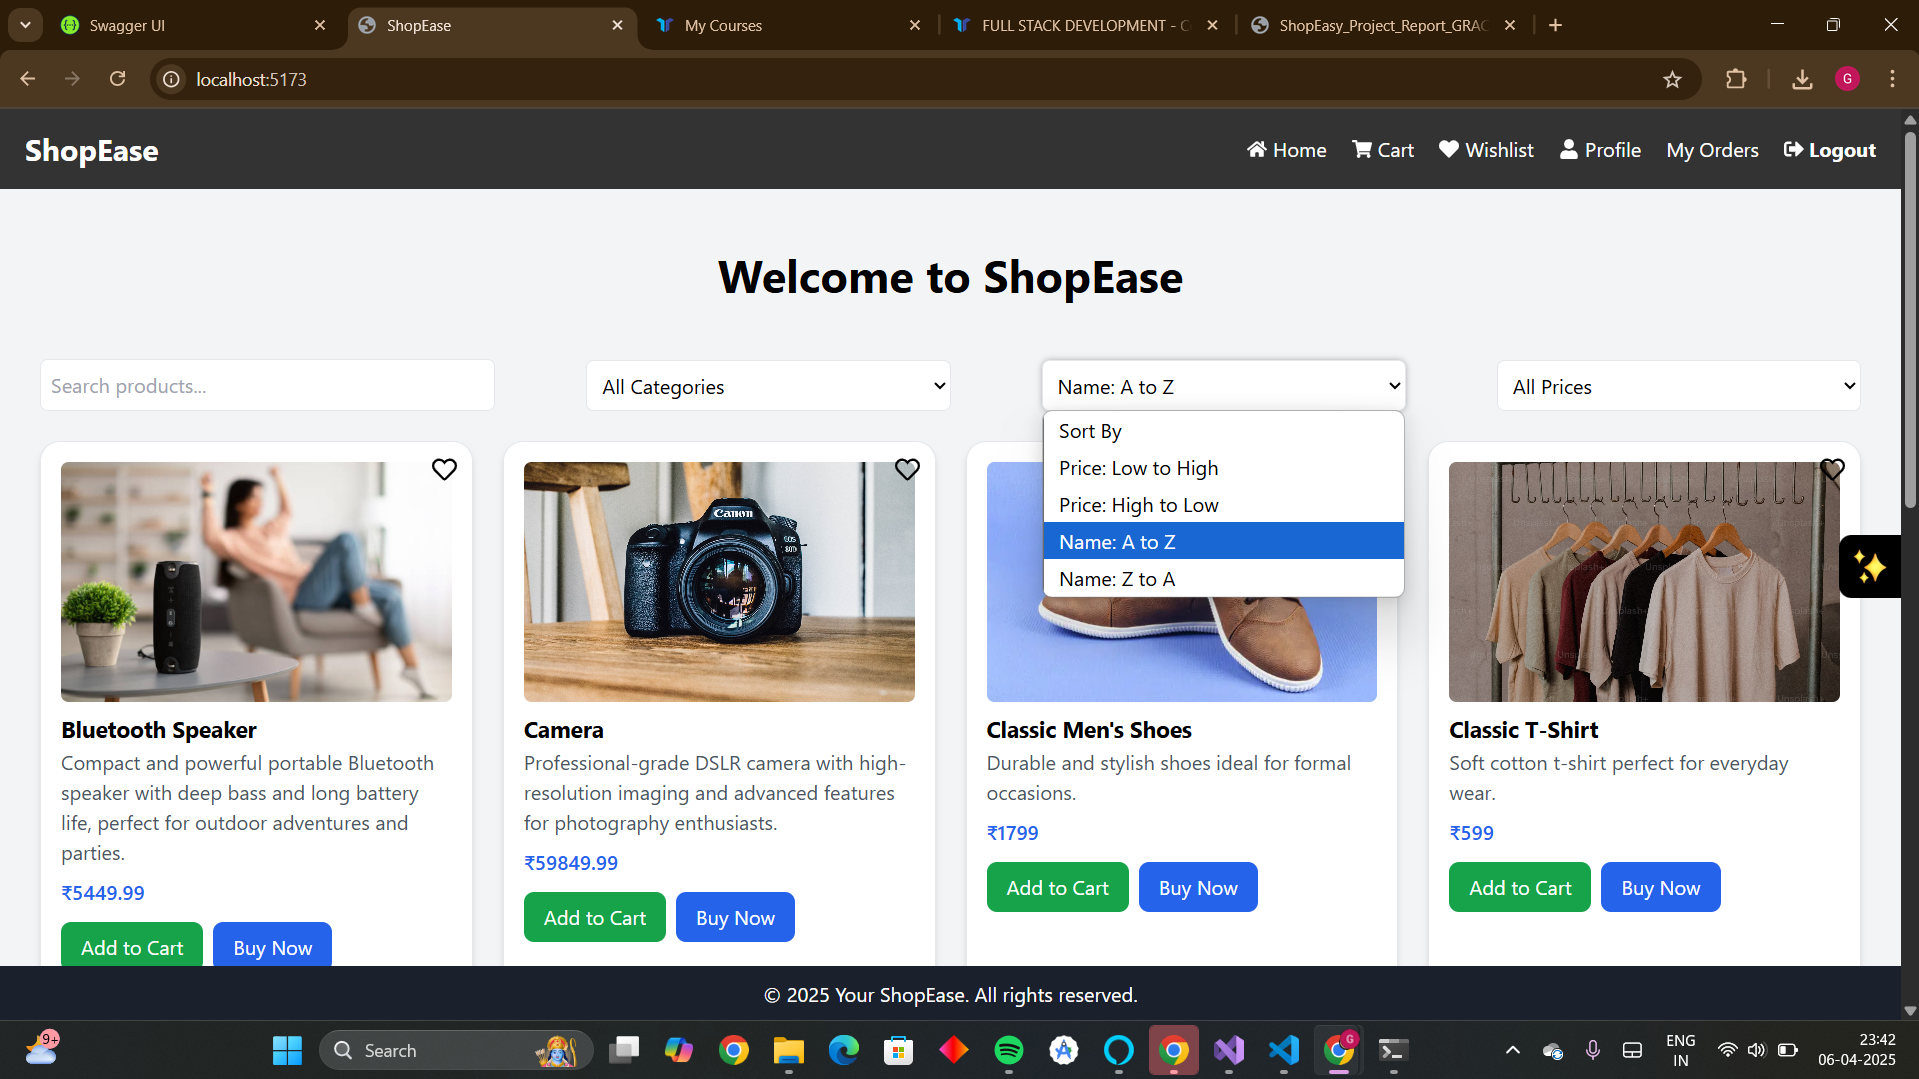 Swagger UI
ShopEase
My Courses
FULL STACK DEVELOPMENT - C
ShopEasy_Project_Report_GRAC
localhost:5173
G
ShopEase
Home
Cart
Wishlist
Profile
My Orders
Logout
Welcome to ShopEase
Search products...
All Categories
Name: A to Z
All Prices
Sort By
Price: Low to High
Price: High to Low
Name: A to Z
Name: Z to A
Canon
Bluetooth Speaker
Compact and powerful portable Bluetooth
speaker with deep bass and long battery
life, perfect for outdoor adventures and
parties.
₹5449.99
Add to Cart
Buy Now
Camera
Professional-grade DSLR camera with high-
resolution imaging and advanced features
for photography enthusiasts.
₹59849.99
Add to Cart
Buy Now
Classic Men's Shoes
Durable and stylish shoes ideal for formal
occasions.
₹1799
Add to Cart
Buy Now
Classic T-Shirt
Soft cotton t-shirt perfect for everyday
wear.
₹599
Add to Cart
Buy Now
© 2025 Your ShopEase. All rights reserved.
9+
Search
G
ENG
IN
23:42
06-04-2025